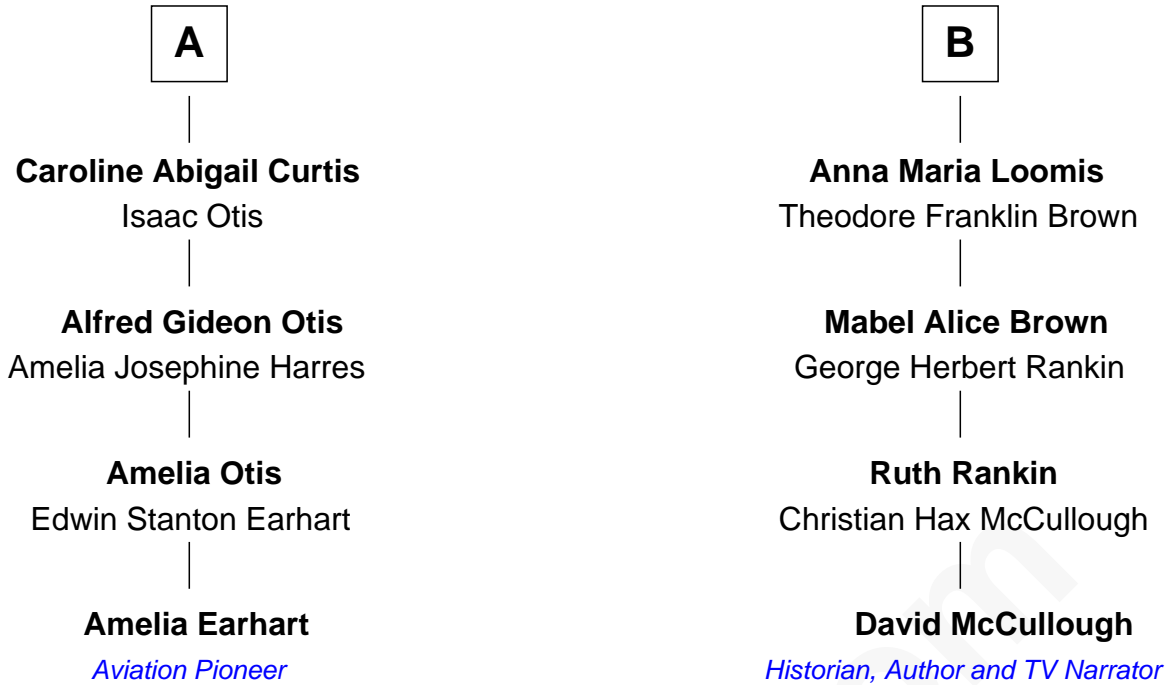 A
Caroline Abigail Curtis
Isaac Otis
Alfred Gideon Otis
Amelia Josephine Harres
Amelia Otis
Edwin Stanton Earhart
Amelia Earhart
Aviation Pioneer
B
Anna Maria Loomis
Theodore Franklin Brown
Mabel Alice Brown
George Herbert Rankin
Ruth Rankin
Christian Hax McCullough
David McCullough
Historian, Author and TV Narrator